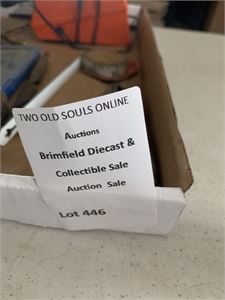 TWO OLD SOULS ONLINE
Auctions
Brimfield Diecast &
Collectible Sale
Auction Sale
Lot 446